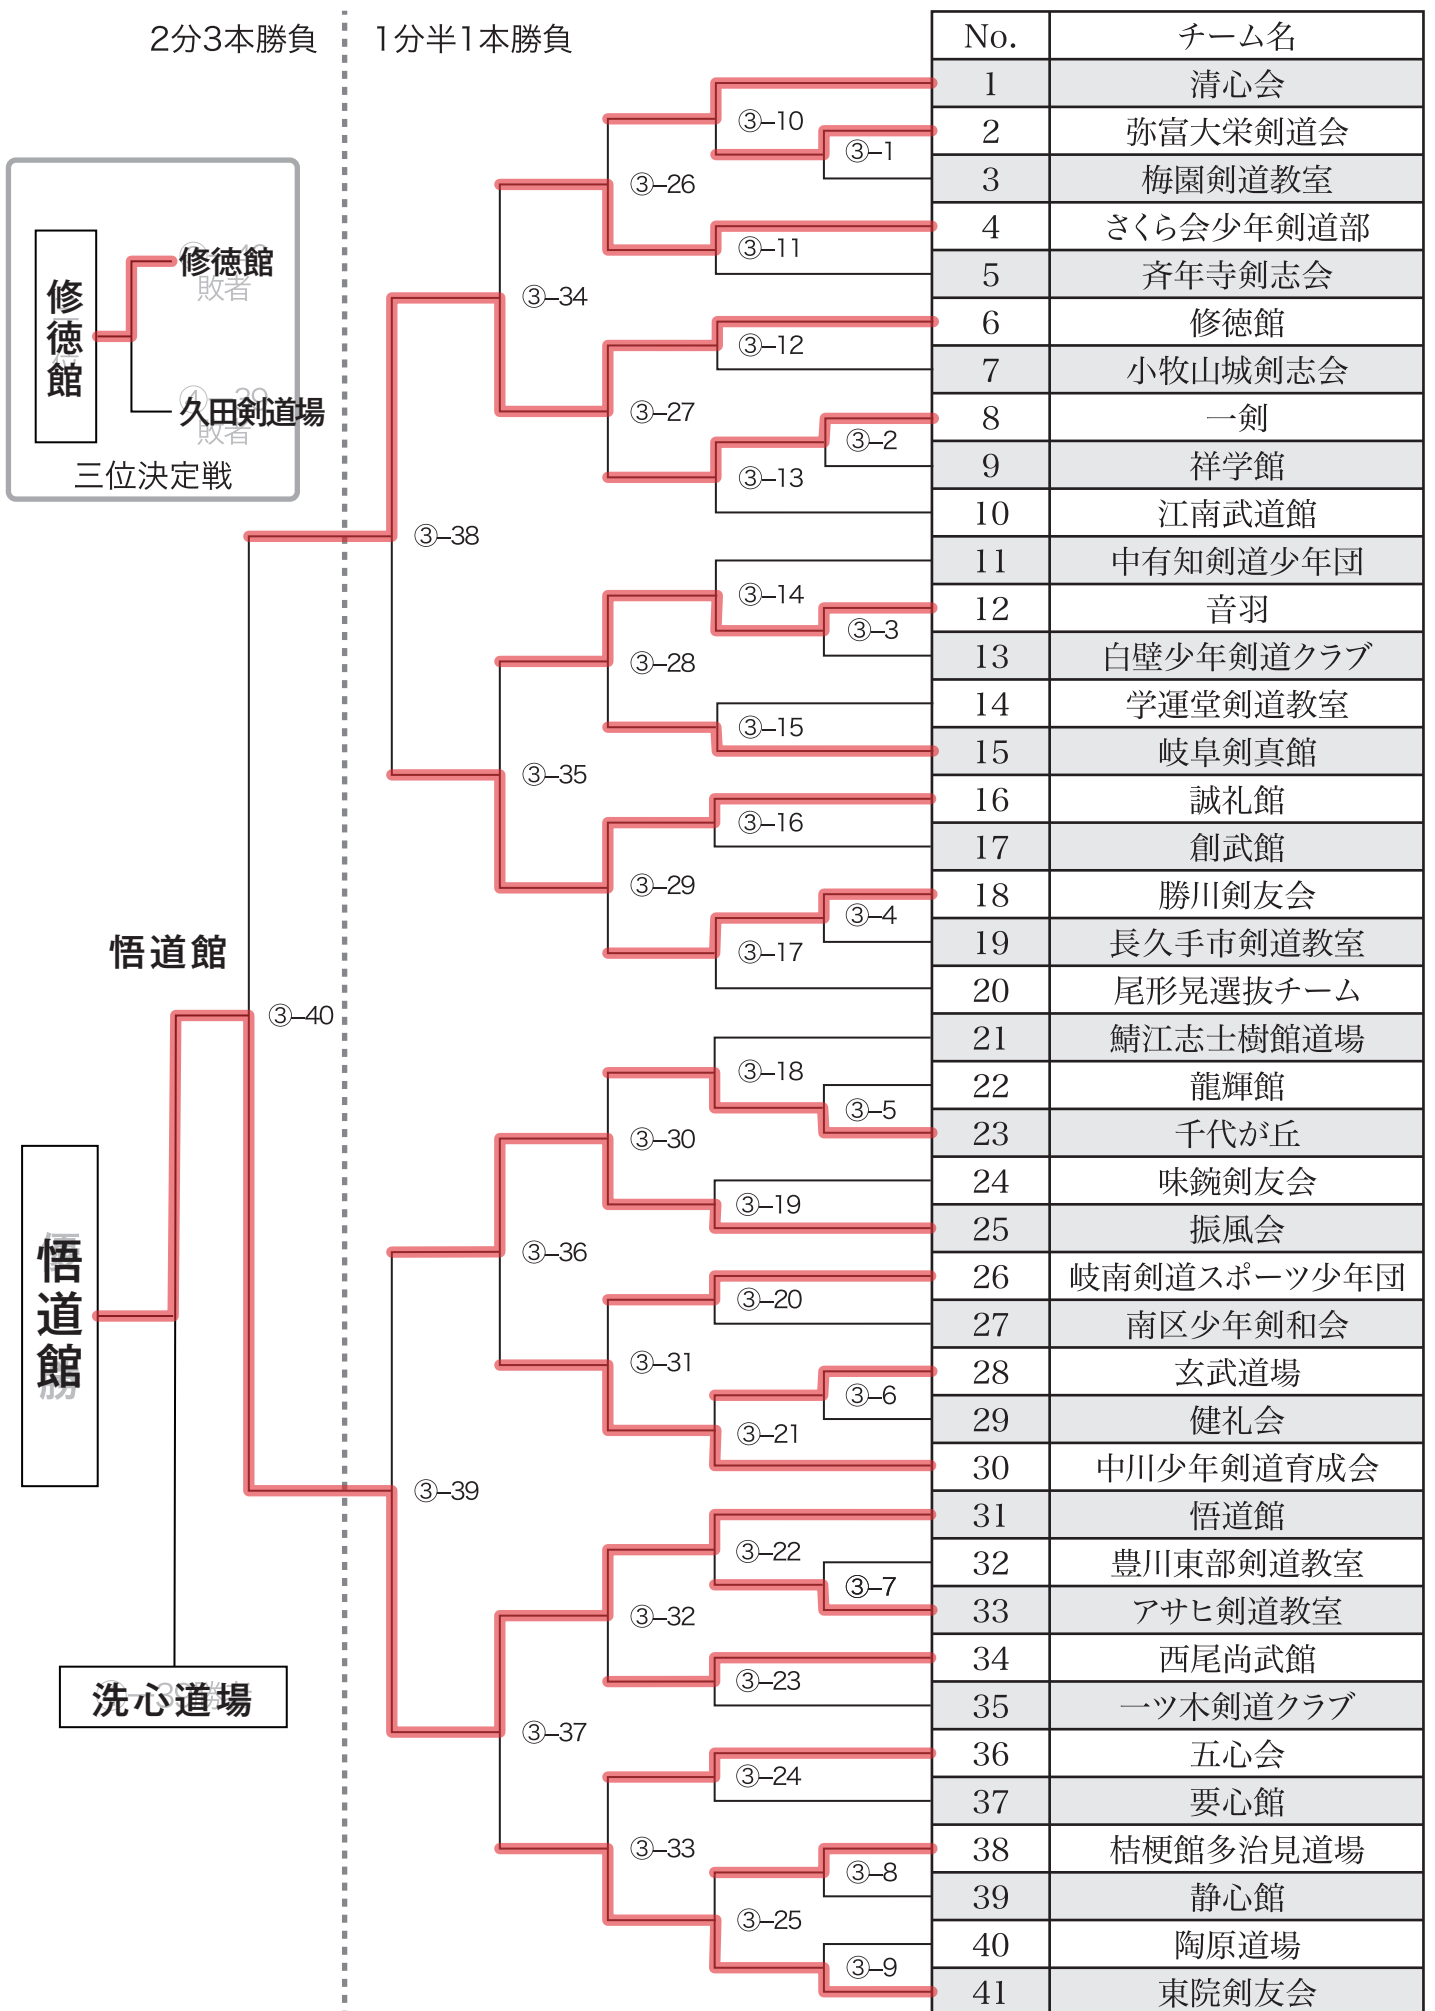 2分3本勝負
1分半1本勝負
No. チーム名
1 清心会
2 弥富大栄剣道会
3 梅園剣道教室
4 さくら会少年剣道部
5 斉年寺剣志会
6 修徳館
7 小牧山城剣志会
8 一剣
9 祥学館
10 江南武道館
11 中有知剣道少年団
12 音羽
13 白壁少年剣道クラブ
14 学運堂剣道教室
15 岐阜剣真館
16 誠礼館
17 創武館
18 勝川剣友会
19 長久手市剣道教室
20 尾形晃選抜チーム
21 鯖江志士樹館道場
22 龍輝館
23 千代が丘
24 味鋺剣友会
25 振風会
26 岐南剣道スポーツ少年団
27 南区少年剣和会
28 玄武道場
29 健礼会
30 中川少年剣道育成会
31 悟道館
32 豊川東部剣道教室
33 アサヒ剣道教室
34 西尾尚武館
35 一ツ木剣道クラブ
36 五心会
37 要心館
38 桔梗館多治見道場
39 静心館
40 陶原道場
41 東院剣友会
③–10
③–1
③–26
③–11
③–34
③–12
③–27
③–2
③–13
③–38
③–14
③–3
③–28
③–15
③–35
③–16
③–29
③–4
③–17
③–40
③–18
③–5
③–30
③–19
③–36
③–20
③–31
③–6
③–21
③–39
③–22
③–7
③–32
③–23
③–37
③–24
③–33
③–8
③–25
③–9
修徳館
修徳館
敗者
久田剣道場
敗者
三位決定戦
悟道館
悟道館
洗心道場